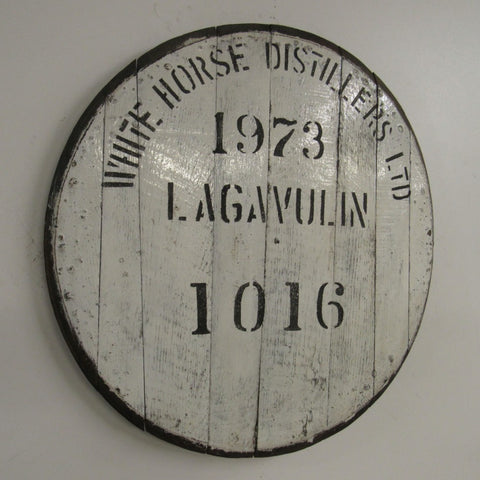 WHITE HORSE DISTILLERS LTD
1973
LAGAVULIN
1016